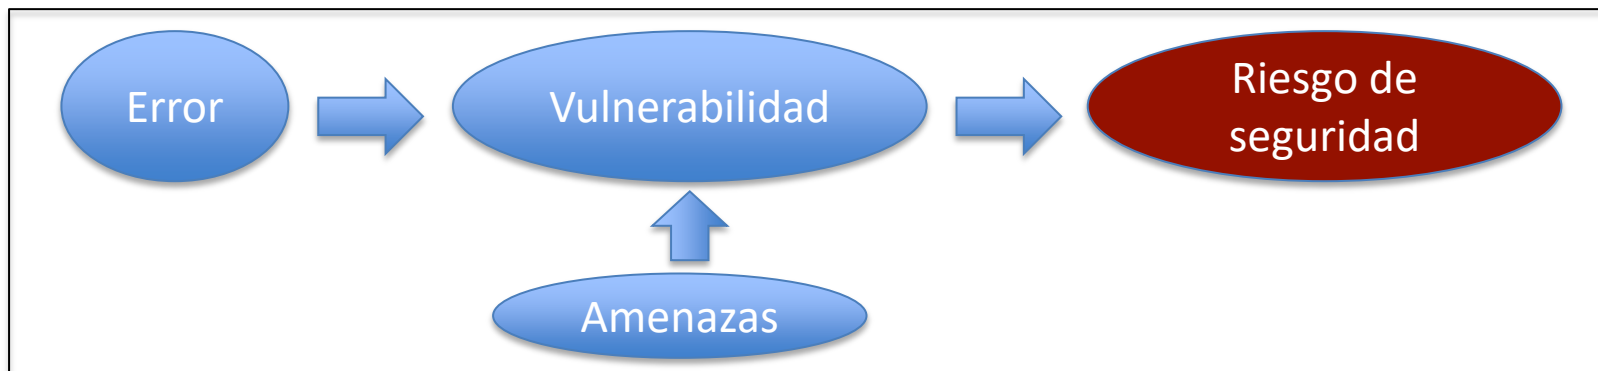 Error
Vulnerabilidad
Riesgo de
seguridad
Amenazas